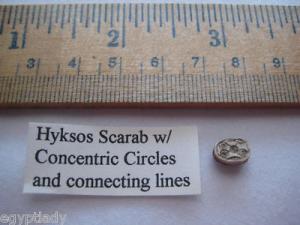 1 2 3
3 4 5 6 7 8 9
Hyksos Scarab w/
Concentric Circles
and connecting lines
egyptlady